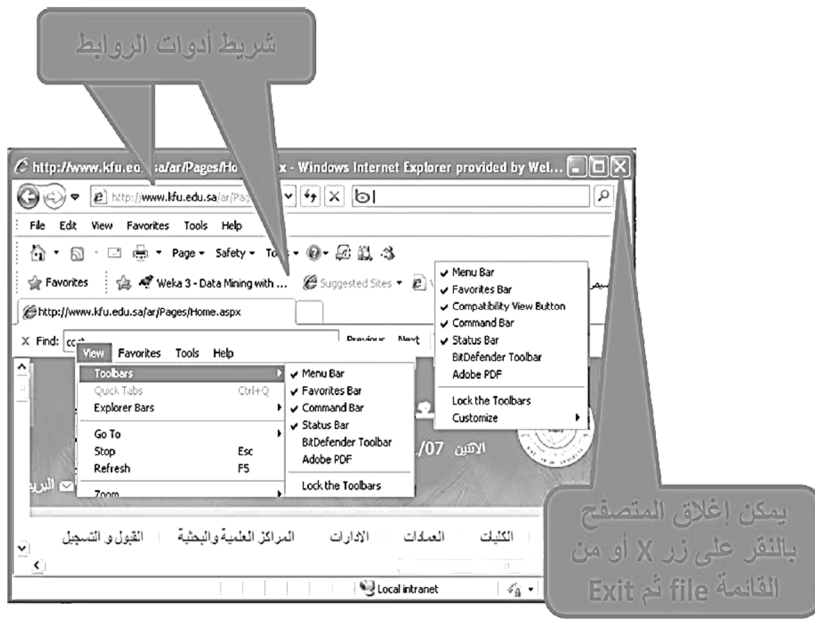 شريط أدوات الروابط
http://www.kfu.edu.sa/ar/Pages/Ho x - Windows Internet Explorer provided by Wel...
http://www.kfu.edu.sa/ar/Pag
File Edit View Favorites Tools Help
Page Safety
Favorites Weka 3 - Data Mining with ... Suggested Sites
http://www.kfu.edu.sa/ar/Pages/Home.aspx
X Find: Previous Next
Menu Bar
Favorites Bar
Compatibility View Button
Command Bar
Status Bar
BitDefender Toolbar
Adobe PDF
Lock the Toolbars
Customize
View Favorites Tools Help
Toolbars
Quick Tabs Ctrl+Q
Explorer Bars
Go To
Stop Esc
Refresh F5
Zoom
Menu Bar
Favorites Bar
Command Bar
Status Bar
BitDefender Toolbar
Adobe PDF
Lock the Toolbars
الاثنين 07/
الكليات العمادات الادارات المراكز العلمية والبحثية القبول و التسجيل
Local intranet
يمكن إغلاق المتصفح
بالنقر على زر X أو من
القائمة file ثم Exit